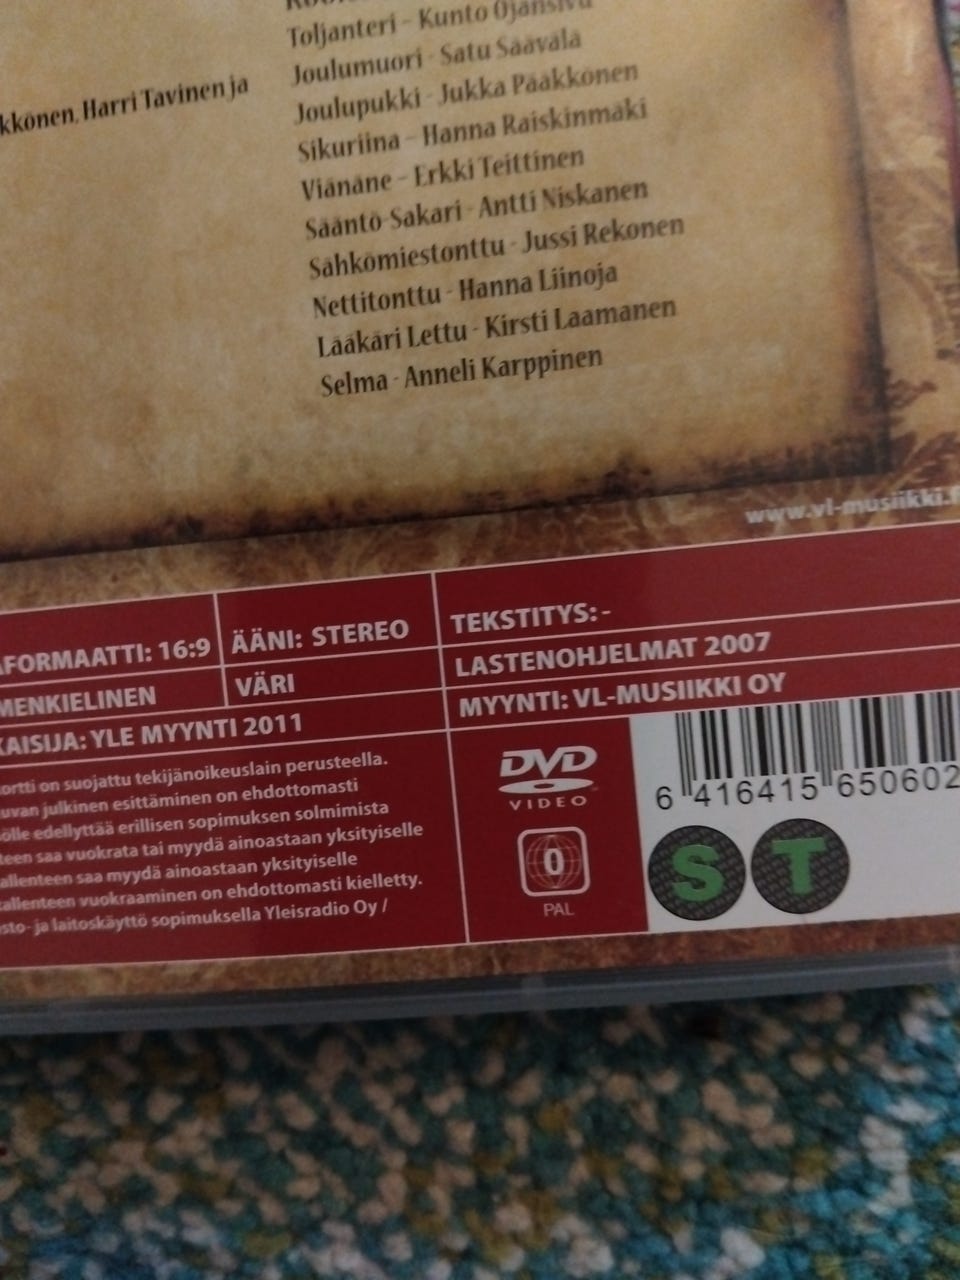 Toljanteri - Kunto Ojansivu
Joulumuori - Satu Säävälä
kkönen, Harri Tavinen ja
Joulupukki - Jukka Pääkkönen
Sikuriina - Hanna Raiskinmäki
Viänäne - Erkki Teittinen
Sääntö-Sakari - Antti Niskanen
Sähkömiestonttu - Jussi Rekonen
Nettitonttu - Hanna Liinoja
Lääkäri Lettu - Kirsti Laamanen
Selma - Anneli Karppinen
www.vl-musiikki.f
AFORMAATTI: 16:9
ÄÄNI: STEREO
TEKSTITYS: -
MENKIELINEN
VÄRI
LASTENOHJELMAT 2007
KAISIJA: YLE MYYNTI 2011
MYYNTI: VL-MUSIIKKI OY
ortti on suojattu tekijänoikeuslain perusteella.
uvan julkinen esittäminen on ehdottomasti
ölle edellyttää erillisen sopimuksen solmimista
teen saa vuokrata tai myydä ainoastaan yksityiselle
allenteen saa myydä ainoastaan yksityiselle
tallenteen vuokraaminen on ehdottomasti kielletty.
sto- ja laitoskäyttö sopimuksella Yleisradio Oy /
DVD
VIDEO
0
PAL
6 416415 650602
S T